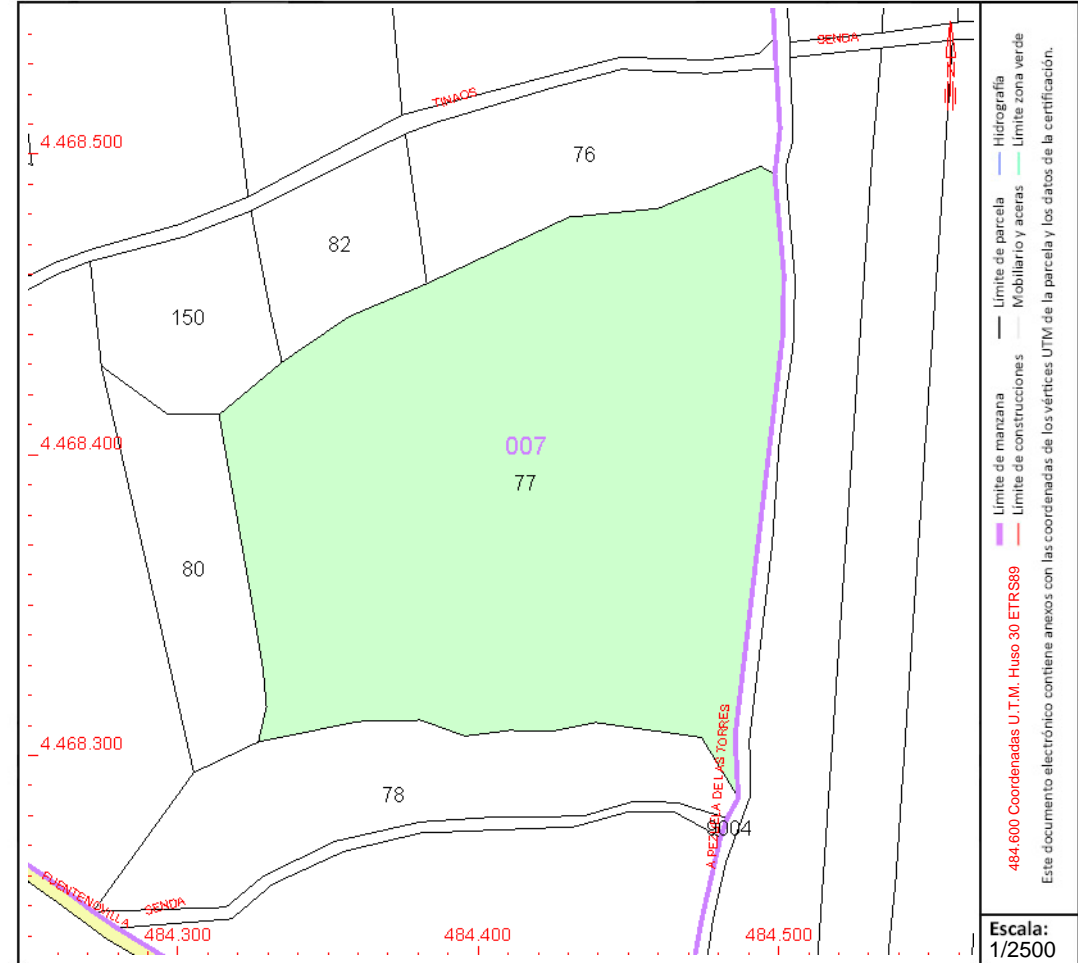 SENDA
TINAOS
4.468.500
76
82
150
4.468.400
007
77
80
4.468.300
A PEZUELA DE LAS TORRES
78
9004
FUENTENOVILLA
SENDA
484.300
484.400
484.500
Límite de manzana
Límite de parcela
Hidrografía
484.600 Coordenadas U.T.M. Huso 30 ETRS89
Límite de construcciones
Mobiliario y aceras
Límite zona verde
Este documento electrónico contiene anexos con las coordenadas de los vértices UTM de la parcela y los datos de la certificación.
Escala:
1/2500